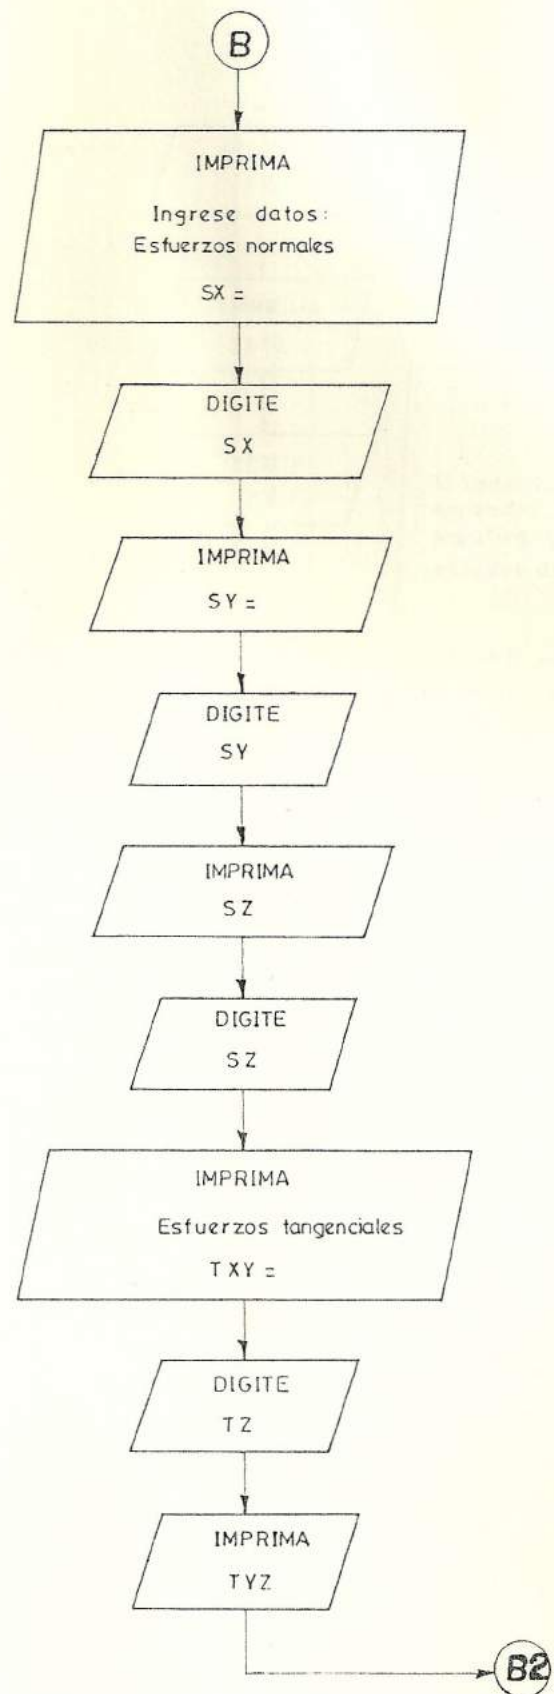 B
IMPRIMA
Ingrese datos:
Esfuerzos normales
SX =
DIGITE
SX
IMPRIMA
SY =
DIGITE
SY
IMPRIMA
SZ
DIGITE
SZ
IMPRIMA
Esfuerzos tangenciales
TXY =
DIGITE
TZ
IMPRIMA
TYZ
B2